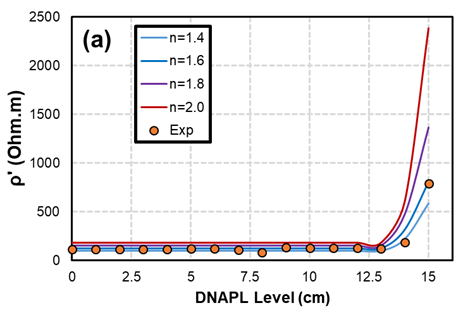 (a)
n=1.4
n=1.6
n=1.8
n=2.0
Exp
2500
2000
1500
1000
500
0
ρ' (Ohm.m)
0 2.5 5 7.5 10 12.5 15
DNAPL Level (cm)